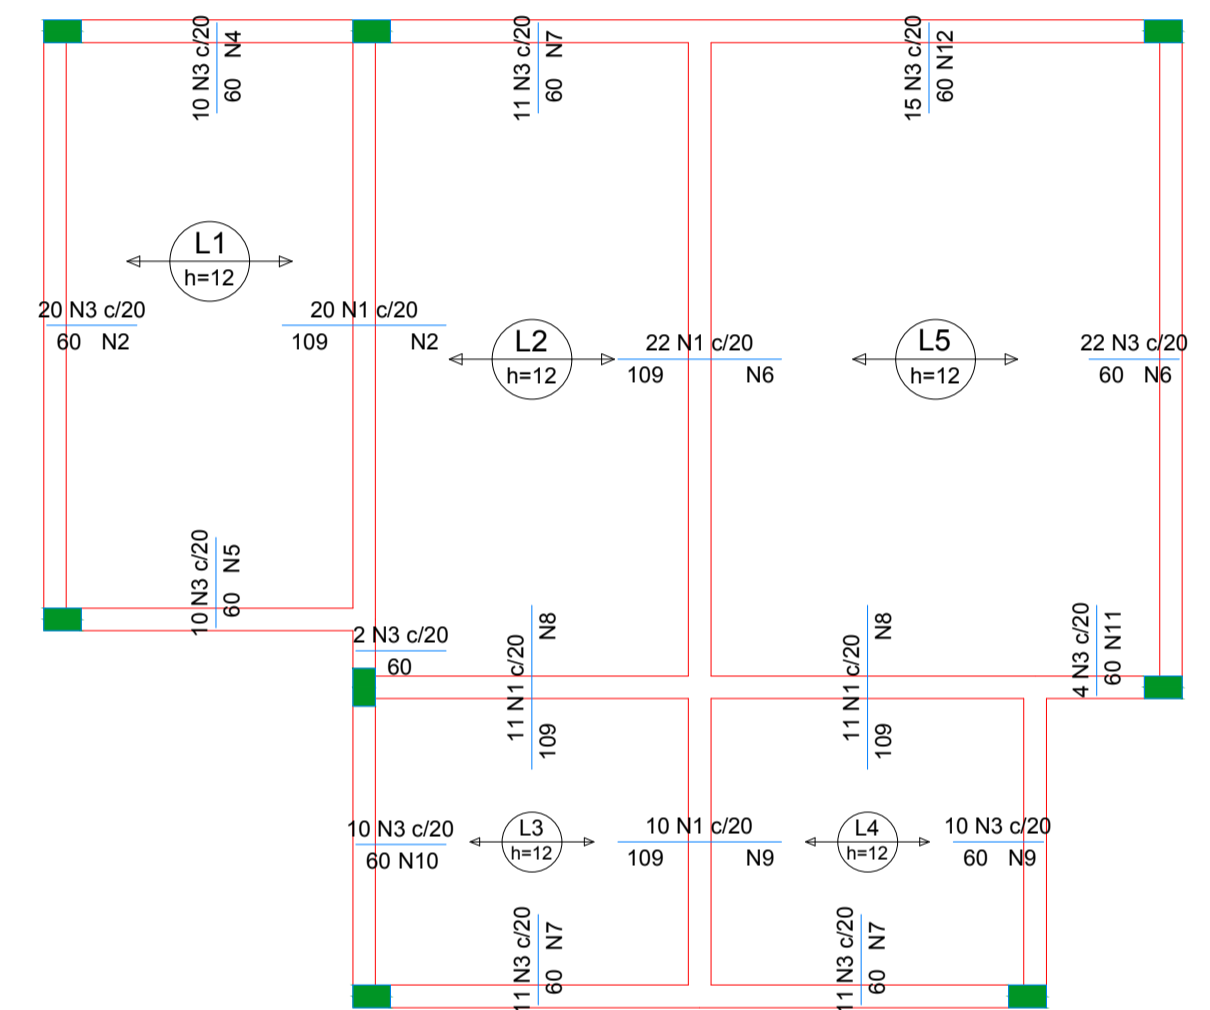 10 N3 c/20
60 N4
11 N3 c/20
60 N7
15 N3 c/20
60 N12
L1
h=12
20 N3 c/20
60 N2
20 N1 c/20
109 N2
L2
h=12
22 N1 c/20
109 N6
L5
h=12
22 N3 c/20
60 N6
10 N3 c/20
60 N5
2 N3 c/20
60
11 N1 c/20
109 N8
11 N1 c/20
109 N8
4 N3 c/20
60 N11
10 N3 c/20
60 N10
L3
h=12
10 N1 c/20
109 N9
L4
h=12
10 N3 c/20
60 N9
11 N3 c/20
60 N7
11 N3 c/20
60 N7